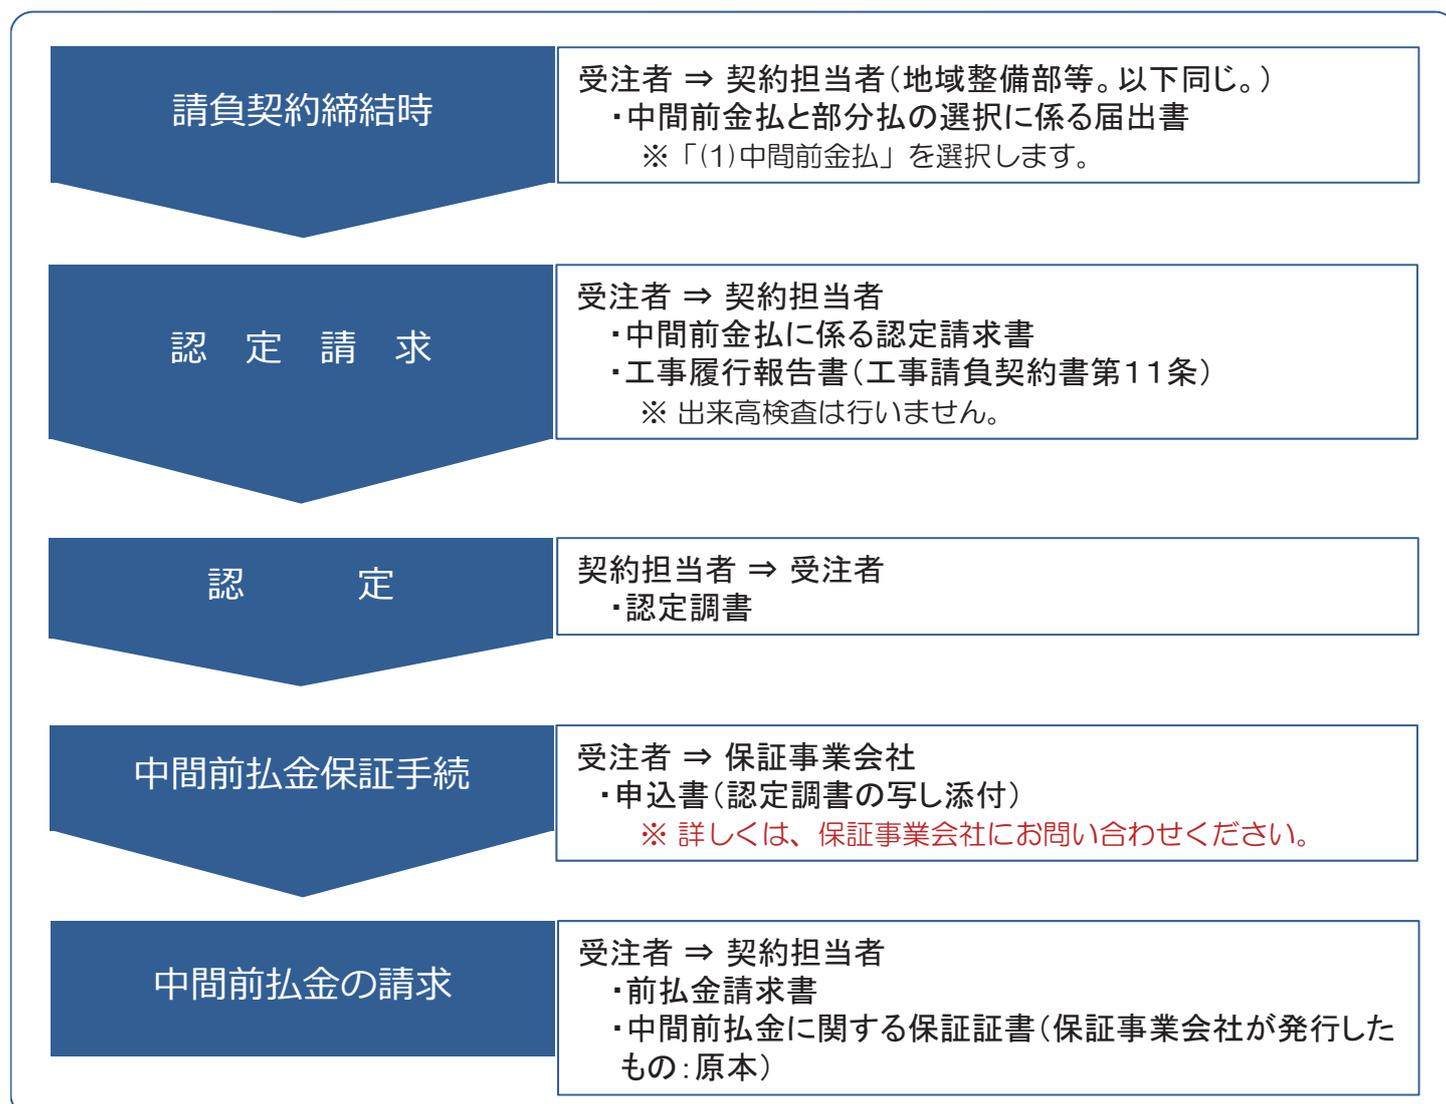 請負契約締結時
受注者 ⇒ 契約担当者（地域整備部等。以下同じ。）
・中間前金払と部分払の選択に係る届出書
※「(1)中間前金払」を選択します。
認 定 請 求
受注者 ⇒ 契約担当者
・中間前金払に係る認定請求書
・工事履行報告書（工事請負契約書第１１条）
※ 出来高検査は行いません。
認 定
契約担当者 ⇒ 受注者
・認定調書
中間前払金保証手続
受注者 ⇒ 保証事業会社
・申込書（認定調書の写し添付）
※ 詳しくは、保証事業会社にお問い合わせください。
中間前払金の請求
受注者 ⇒ 契約担当者
・前払金請求書
・中間前払金に関する保証証書（保証事業会社が発行した
もの：原本）